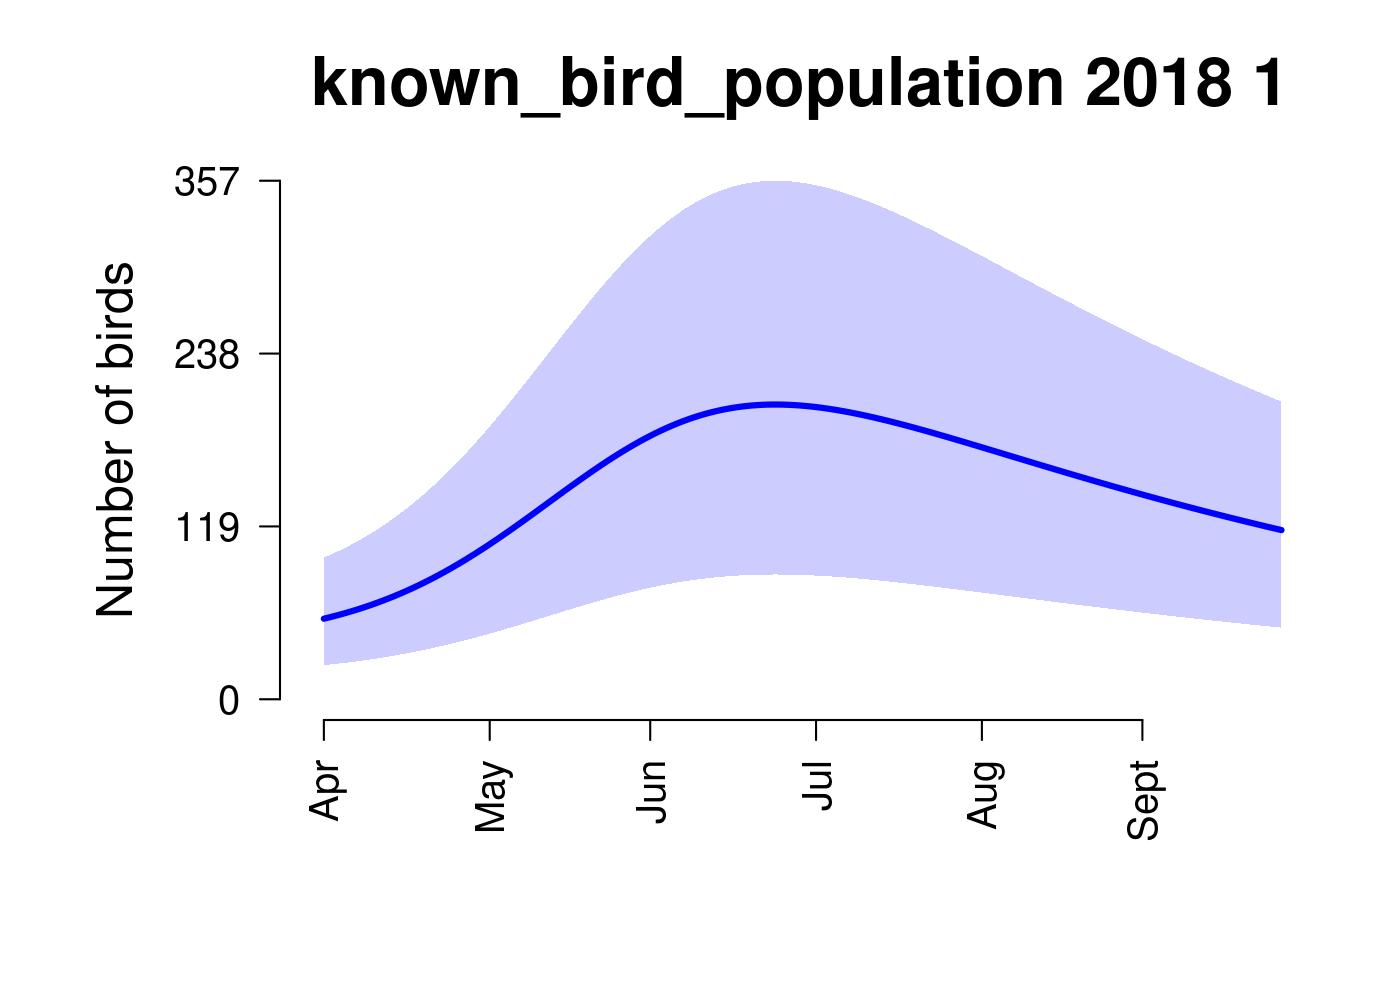 known_bird_population 2018 1
Number of birds
357
238
119
0
Apr
May
Jun
Jul
Aug
Sept